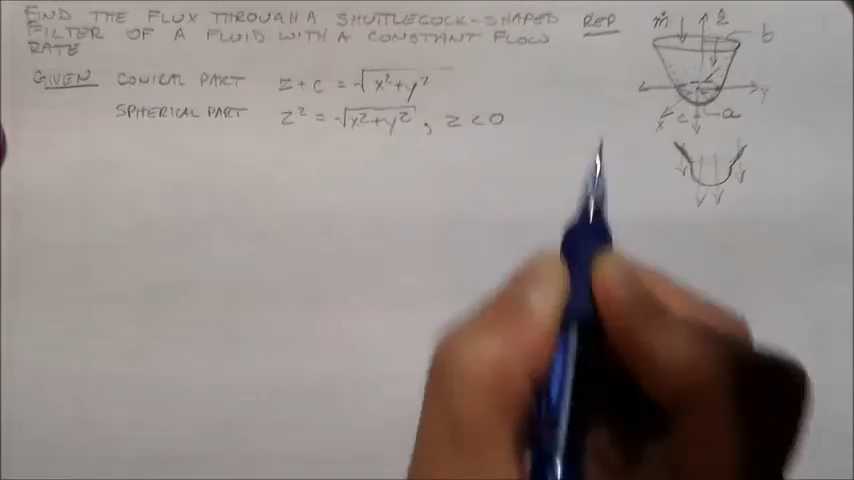 FIND THE FLUX THROUGH A SHUTTLECOCK-SHAPED
FILTER OF A FLUID WITH A CONSTANT FLOW
RATE
REP
GIVEN CONICAL PART z + c = √x²+y²
SPHERICAL PART z² = √x²+y², z < 0
ṁ
ẑ
b
y
a
x
c